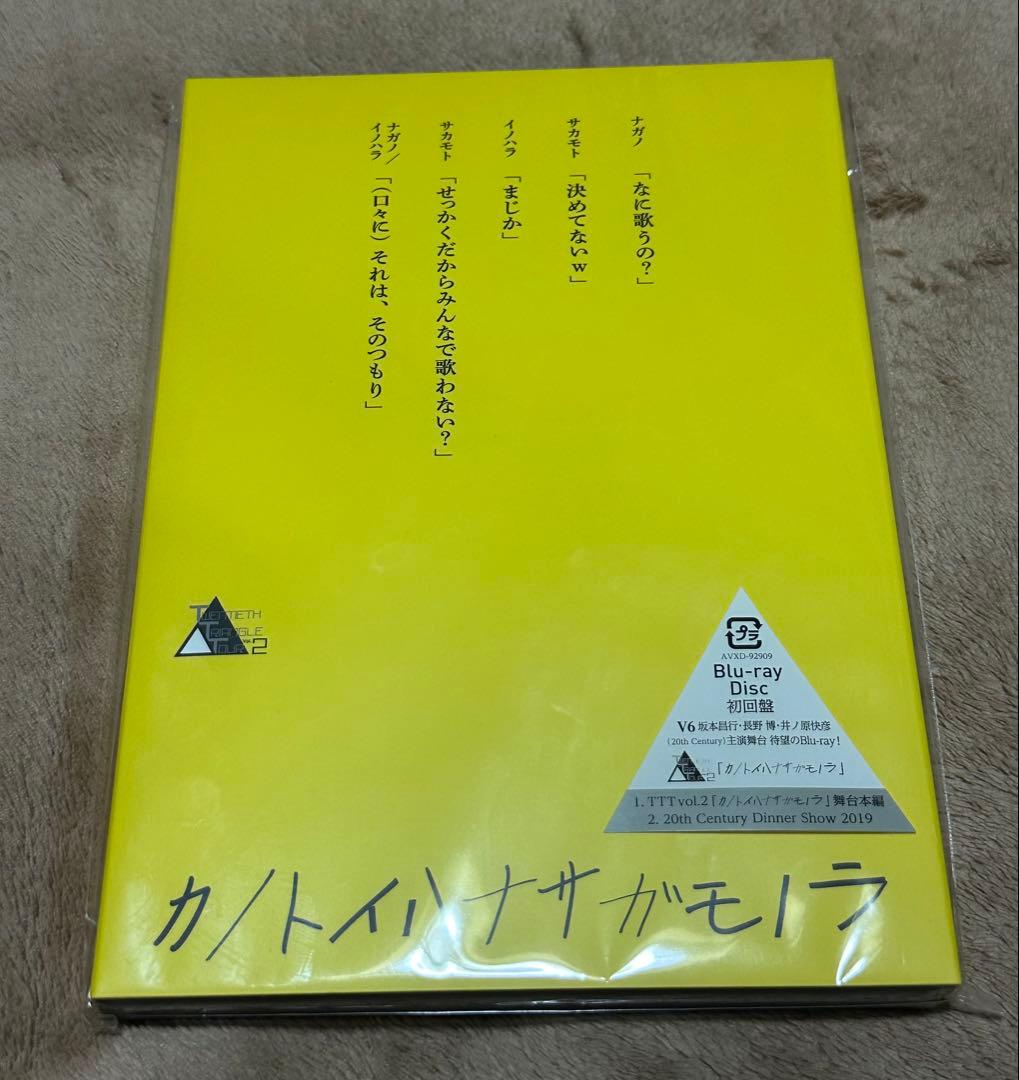 ナガノ 「なに歌うの？」
サカモト 「決めてないｗ」
イノハラ 「まじか」
サカモト 「せっかくだからみんなで歌わない？」
ナガノ／
イノハラ 「（口々に）それは、そのつもり」
TWENTIETH
TRIANGLE
TOUR vol.2
プラ
AVXD-92909
Blu-ray
Disc
初回盤
V6 坂本昌行・長野 博・井ノ原快彦
(20th Century)主演舞台 待望のBlu-ray！
「カノトイハナサガモノラ」
1. TTT vol.2「カノトイハナサガモノラ」舞台本編
2. 20th Century Dinner Show 2019
カノトイハナサガモノラ